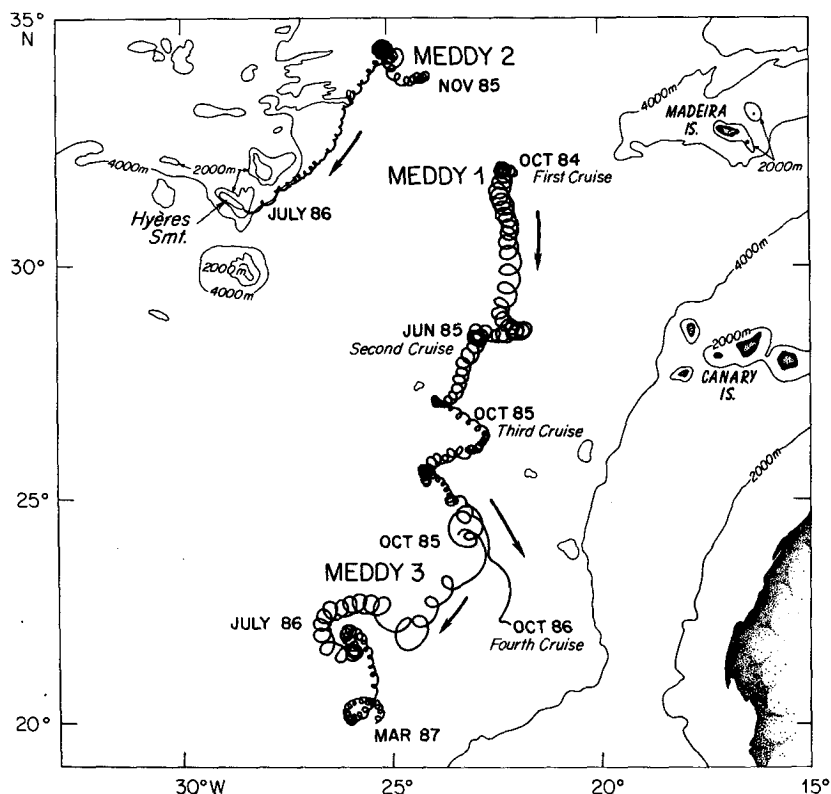 35°
N
MEDDY 2
NOV 85
4000m
MADEIRA
IS.
2000m
OCT 84
First Cruise
MEDDY 1
4000m
2000m
Hyères
Smt.
JULY 86
30°
2000m
4000m
4000m
JUN 85
Second Cruise
2000m
CANARY
IS.
OCT 85
Third Cruise
2000m
25°
OCT 85
MEDDY 3
JULY 86
OCT 86
Fourth Cruise
20°
MAR 87
30°W
25°
20°
15°